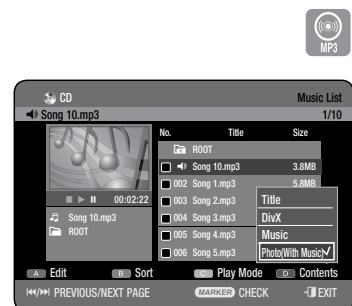 MP3
CD Music List
Song 10.mp3 1/10
No. Title Size
ROOT
Song 10.mp3 3.8MB
002 Song 1.mp3 5.8MB
003 Song 2.mp3
004 Song 3.mp3
005 Song 4.mp3
006 Song 5.mp3
00:02:22
Song 10.mp3
ROOT
Title
DivX
Music
Photo(With Music)
A Edit B Sort C Play Mode D Contents
PREVIOUS/NEXT PAGE MARKER CHECK EXIT